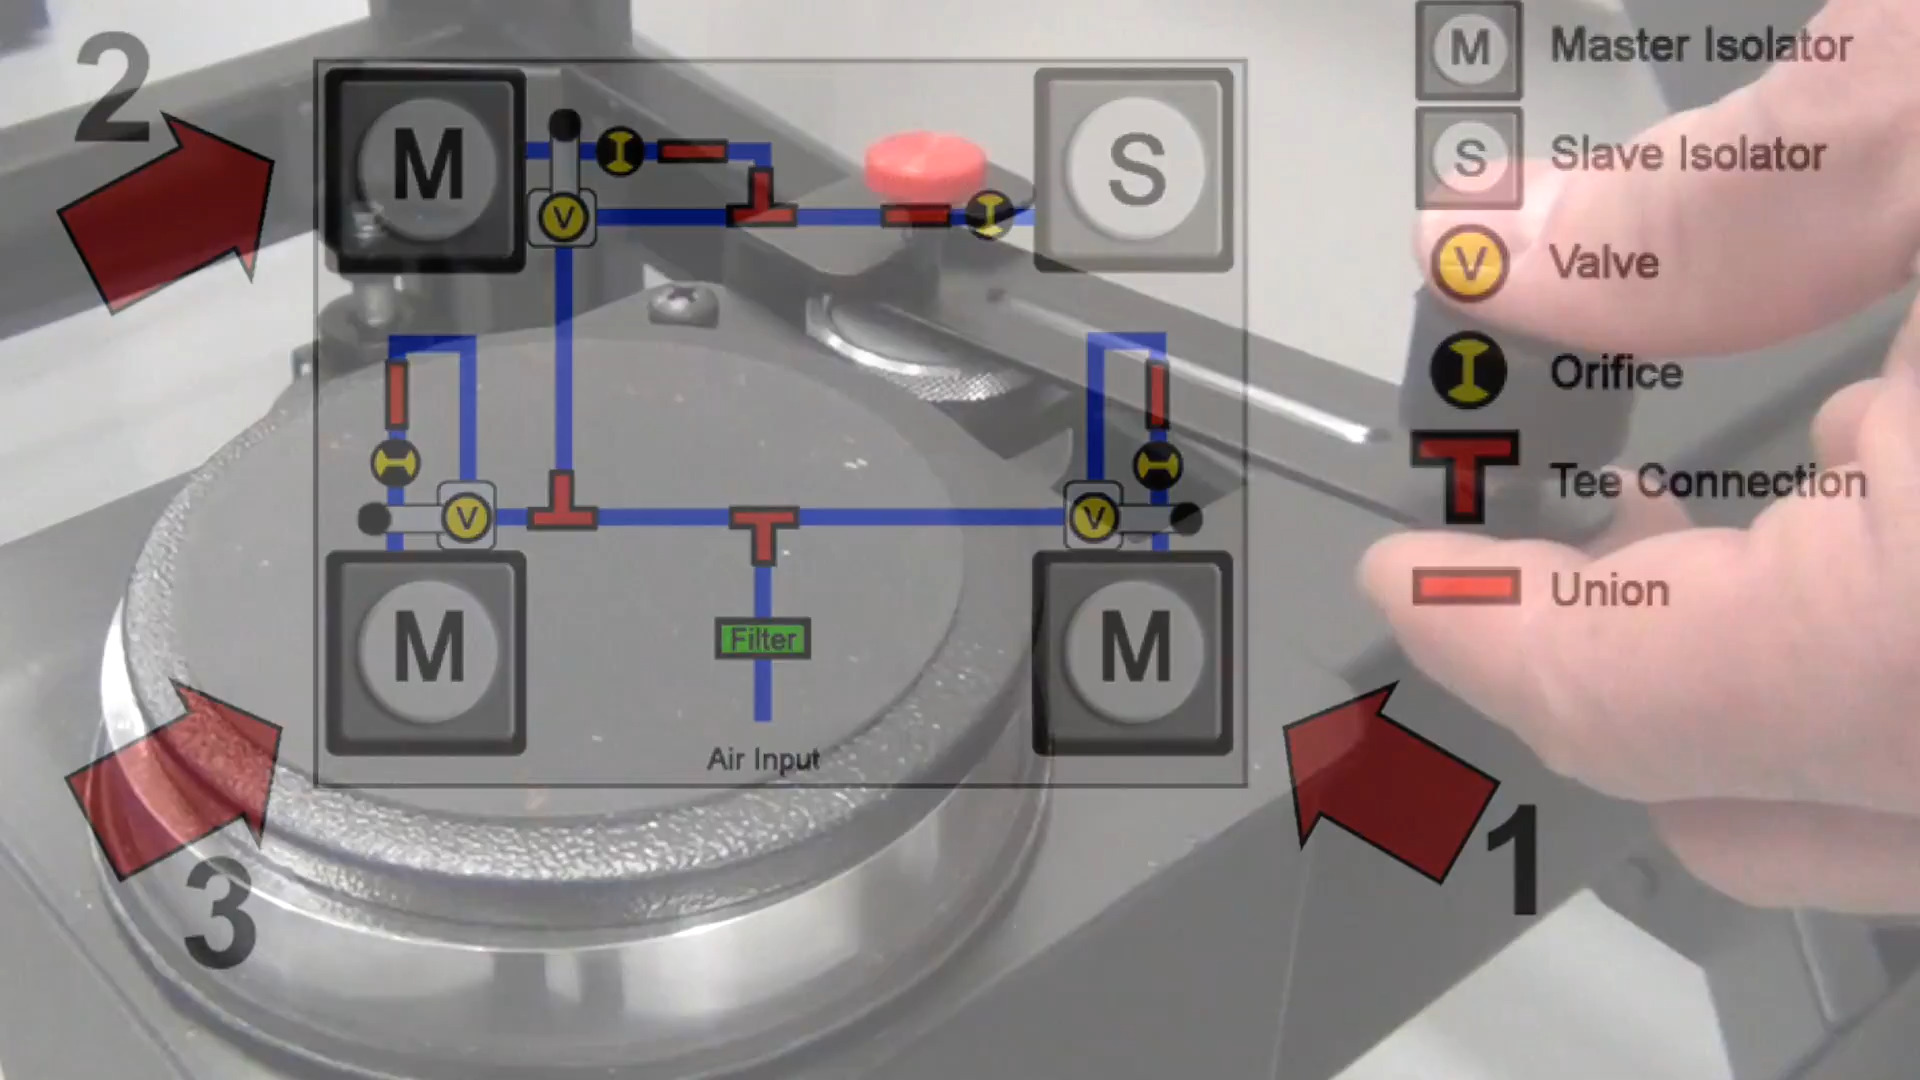 2
M
S
V
V
V
M
Filter
M
Air Input
3
1
M Master Isolator
S Slave Isolator
V Valve
Orifice
Tee Connection
Union